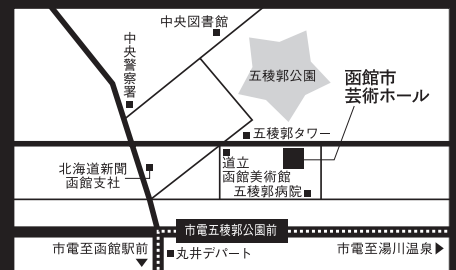 中央図書館
中央警察署
五稜郭公園
函館市
芸術ホール
五稜郭タワー
北海道新聞
函館支社
道立
函館美術館
五稜郭病院
市電五稜郭公園前
市電至函館駅前
丸井デパート
市電至湯川温泉